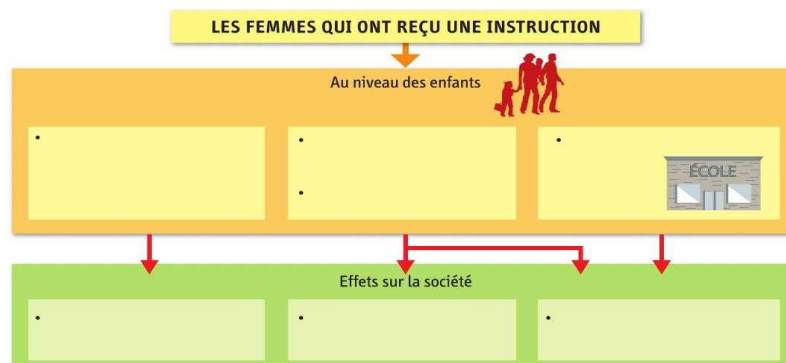 LES FEMMES QUI ONT REÇU UNE INSTRUCTION
Au niveau des enfants
•
•
•
•
ÉCOLE
Effets sur la société
•
•
•